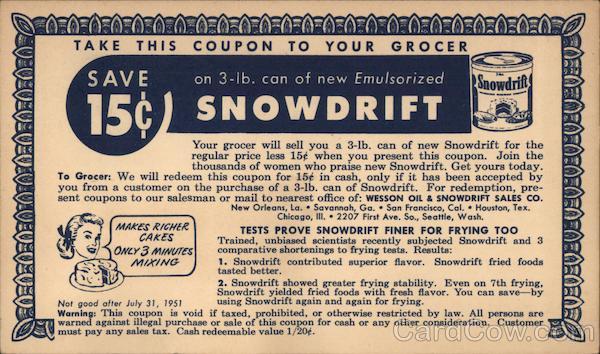 TAKE THIS COUPON TO YOUR GROCER
SAVE
15¢
on 3-lb. can of new Emulsorized
SNOWDRIFT
Snowdrift
Your grocer will sell you a 3-lb. can of new Snowdrift for the
regular price less 15¢ when you present this coupon. Join the
thousands of women who praise new Snowdrift. Get yours today.
To Grocer: We will redeem this coupon for 15¢ in cash, only if it has been accepted by
you from a customer on the purchase of a 3-lb. can of Snowdrift. For redemption, pre-
sent coupons to our salesman or mail to nearest office of: WESSON OIL & SNOWDRIFT SALES CO.
New Orleans, La. • Savannah, Ga. • San Francisco, Cal. • Houston, Tex.
Chicago, Ill. • 2207 First Ave. So., Seattle, Wash.
MAKES RICHER
CAKES
ONLY 3 MINUTES
MIXING
TESTS PROVE SNOWDRIFT FINER FOR FRYING TOO
Trained, unbiased scientists recently subjected Snowdrift and 3
comparative shortenings to frying tests. Results:
1. Snowdrift contributed superior flavor. Snowdrift fried foods
tasted better.
2. Snowdrift showed greater frying stability. Even on 7th frying,
Snowdrift yielded fried foods with fresh flavor. You can save—by
using Snowdrift again and again for frying.
Not good after July 31, 1951
Warning: This coupon is void if taxed, prohibited, or otherwise restricted by law. All persons are
warned against illegal purchase or sale of this coupon for cash or any other consideration. Customer
must pay any sales tax. Cash redeemable value 1/20¢.
CardCow.com